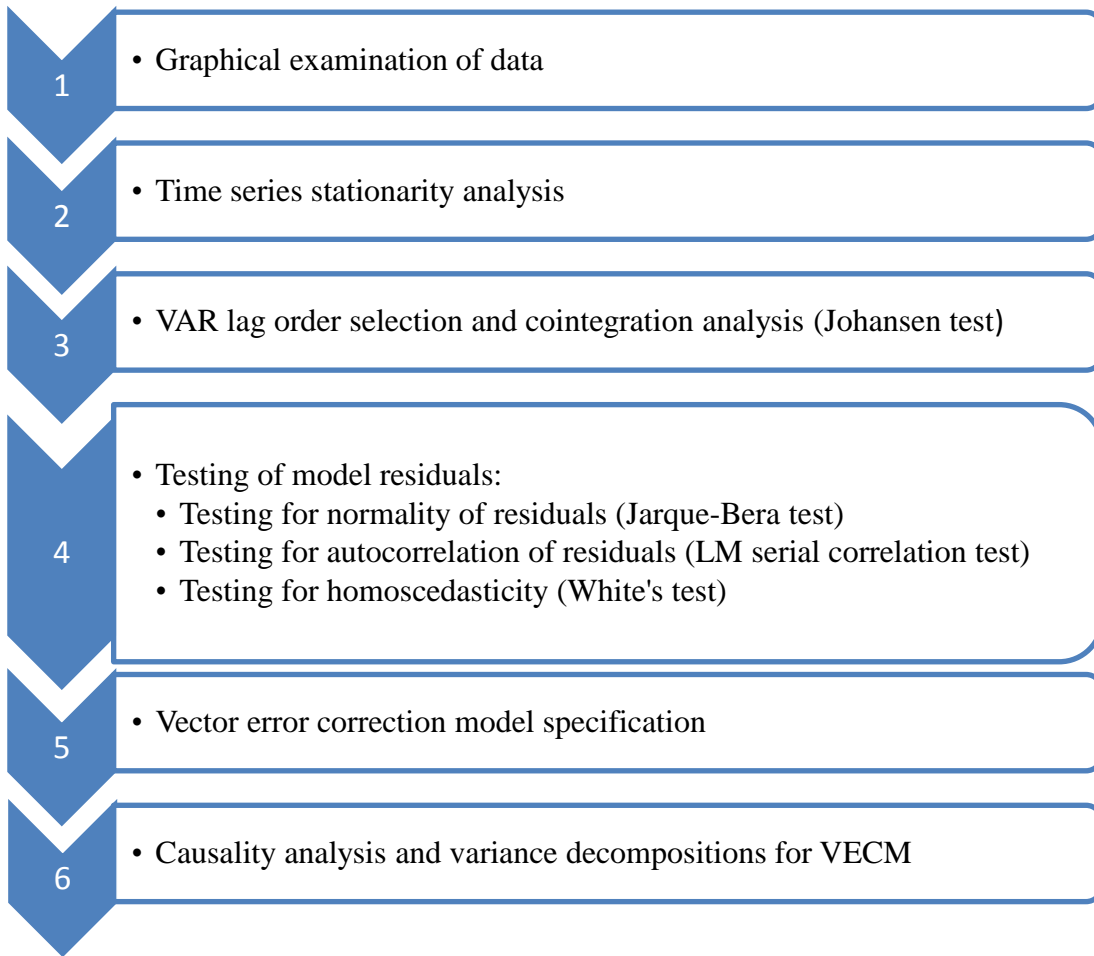 1
• Graphical examination of data
2
• Time series stationarity analysis
3
• VAR lag order selection and cointegration analysis (Johansen test)
4
• Testing of model residuals:
• Testing for normality of residuals (Jarque-Bera test)
• Testing for autocorrelation of residuals (LM serial correlation test)
• Testing for homoscedasticity (White's test)
5
• Vector error correction model specification
6
• Causality analysis and variance decompositions for VECM